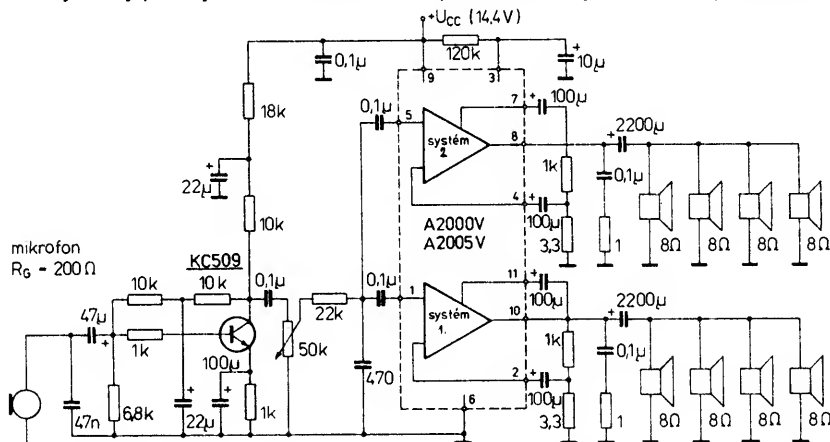 +UCC (14,4V)
120k
0,1µ
10µ
9
3
18k
7
100µ
0,1µ
5
systém
2.
8
2200µ
22µ
1k
0,1µ
10k
4
100µ
A2000V
A2005V
3,3
1
8Ω
8Ω
8Ω
8Ω
mikrofon
RG - 200Ω
KC509
10k
10k
0,1µ
0,1µ
11
100µ
47µ
22k
1
systém
1.
10
2200µ
1k
50k
1k
0,1µ
100µ
470
2
100µ
47n
6,8k
22µ
1k
6
3,3
1
8Ω
8Ω
8Ω
8Ω